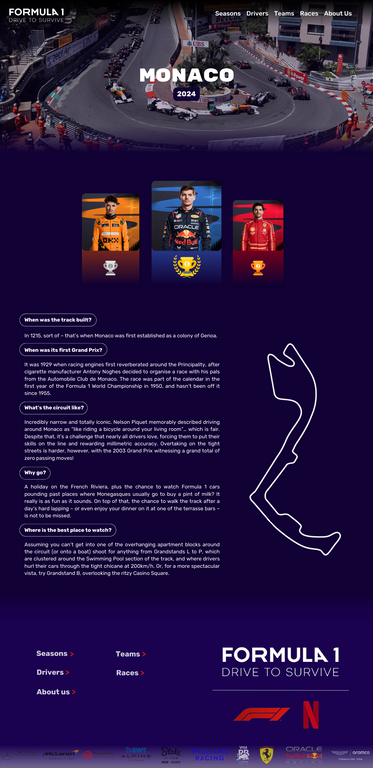 FORMULA 1
DRIVE TO SURVIVE
Seasons Drivers Teams Races About Us
MONACO
2024
ORACLE
Red Bull
When was the track built?
In 1215, sort of – that's when Monaco was first established as a colony of Genoa.
When was its first Grand Prix?
It was 1929 when racing engines first reverberated around the Principality, after
cigarette manufacturer Antony Noghes decided to organise a race with his pals
from the Automobile Club de Monaco. The race was part of the calendar in the
first year of the Formula 1 World Championship in 1950, and hasn't been off it
since 1955.
What's the circuit like?
Incredibly narrow and totally iconic. Nelson Piquet memorably described driving
around Monaco as "like riding a bicycle around your living room"… which is fair.
Despite that, it's a challenge that nearly all drivers love, forcing them to put their
skills on the line and rewarding millimetric accuracy. Overtaking on the tight
streets is harder, however, with the 2003 Grand Prix witnessing a grand total of
zero passing moves!
Why go?
A holiday on the French Riviera, plus the chance to watch Formula 1 cars
pounding past places where Monegasques usually go to buy a pint of milk? It
really is as fun as it sounds. On top of that, the chance to walk the track after a
day's hard lapping – or even enjoy your dinner on it at one of the terrasse bars –
is not to be missed.
Where is the best place to watch?
Assuming you can't get into one of the overhanging apartment blocks around
the circuit (or onto a boat) shoot for anything from Grandstands L to P, which
are clustered around the Swimming Pool section of the track, and where drivers
hurl their cars through the tight chicane at 200km/h. Or, for a more spectacular
vista, try Grandstand B, overlooking the ritzy Casino Square.
Seasons >
Teams >
Drivers >
Races >
About us >
FORMULA 1
DRIVE TO SURVIVE
F1
N
McLaren
ALPINE
Stake
RACING
ORACLE
aramco